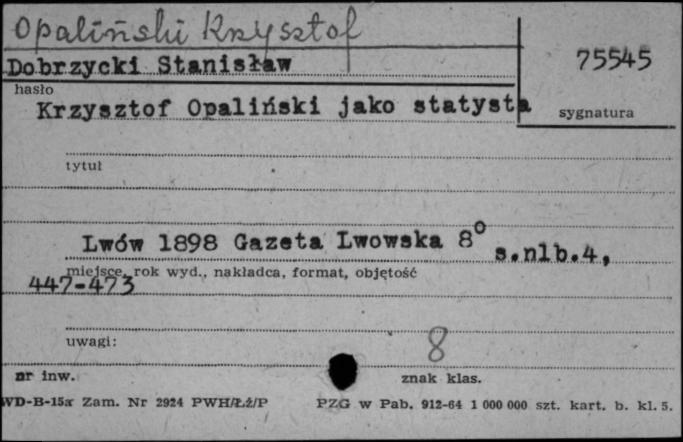 Opaliński Krzysztof
Dobrzycki Stanisław
75545
hasło
Krzysztof Opaliński jako statysta
sygnatura
tytuł
Lwów 1898 Gazeta Lwowska 8° s.nlb.4,
miejsce, rok wyd., nakładca, format, objętość
447-473
uwagi:
8
nr inw.
znak klas.
WD-B-15a Zam. Nr 2924 PWH/Łż/P PZG w Pab. 912-64 1 000 000 szt. kart. b. kl. 5.